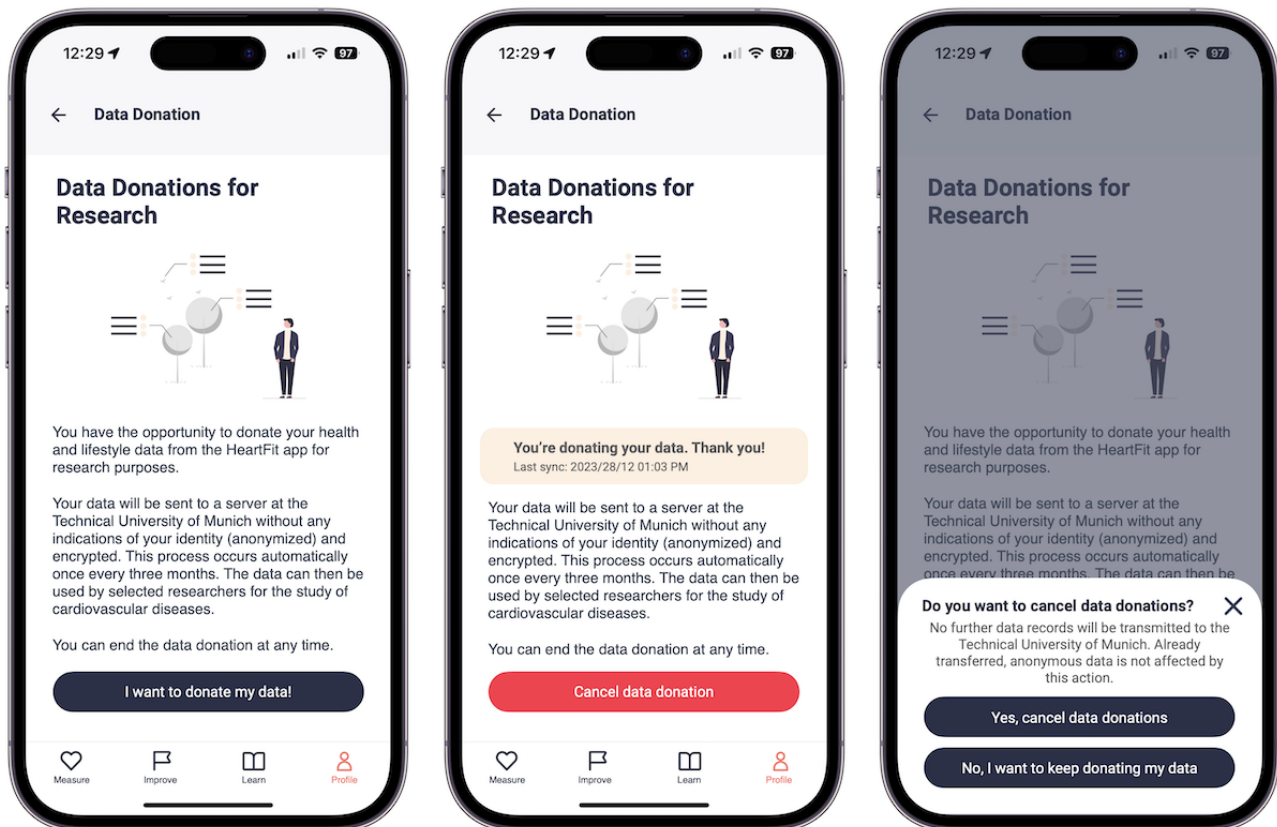 12:29
97
Data Donation
Data Donations for
Research
You have the opportunity to donate your health
and lifestyle data from the HeartFit app for
research purposes.
Your data will be sent to a server at the
Technical University of Munich without any
indications of your identity (anonymized) and
encrypted. This process occurs automatically
once every three months. The data can then be
used by selected researchers for the study of
cardiovascular diseases.
You can end the data donation at any time.
I want to donate my data!
Measure
Improve
Learn
Profile
12:29
97
Data Donation
Data Donations for
Research
You're donating your data. Thank you!
Last sync: 2023/28/12 01:03 PM
Your data will be sent to a server at the
Technical University of Munich without any
indications of your identity (anonymized) and
encrypted. This process occurs automatically
once every three months. The data can then be
used by selected researchers for the study of
cardiovascular diseases.
You can end the data donation at any time.
Cancel data donation
Measure
Improve
Learn
Profile
12:29
97
Data Donation
Data Donations for
Research
You have the opportunity to donate your health
and lifestyle data from the HeartFit app for
research purposes.
Your data will be sent to a server at the
Technical University of Munich without any
indications of your identity (anonymized) and
encrypted. This process occurs automatically
once every three months. The data can then be
Do you want to cancel data donations?
No further data records will be transmitted to the
Technical University of Munich. Already
transferred, anonymous data is not affected by
this action.
Yes, cancel data donations
No, I want to keep donating my data